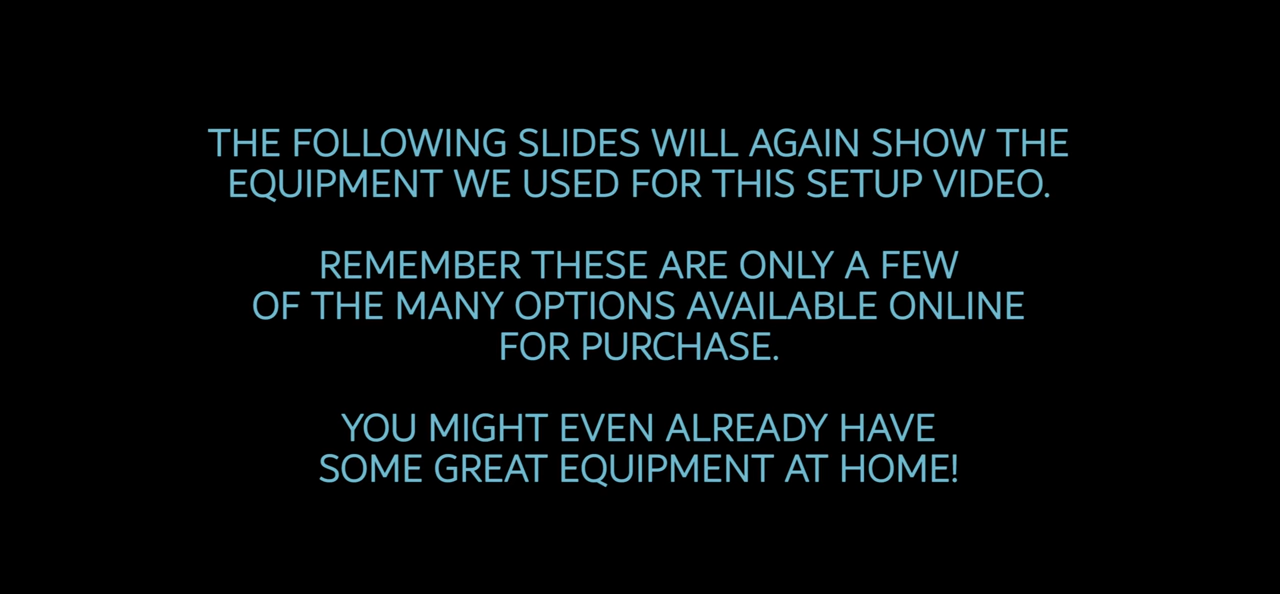 THE FOLLOWING SLIDES WILL AGAIN SHOW THE
EQUIPMENT WE USED FOR THIS SETUP VIDEO.
REMEMBER THESE ARE ONLY A FEW
OF THE MANY OPTIONS AVAILABLE ONLINE
FOR PURCHASE.
YOU MIGHT EVEN ALREADY HAVE
SOME GREAT EQUIPMENT AT HOME!